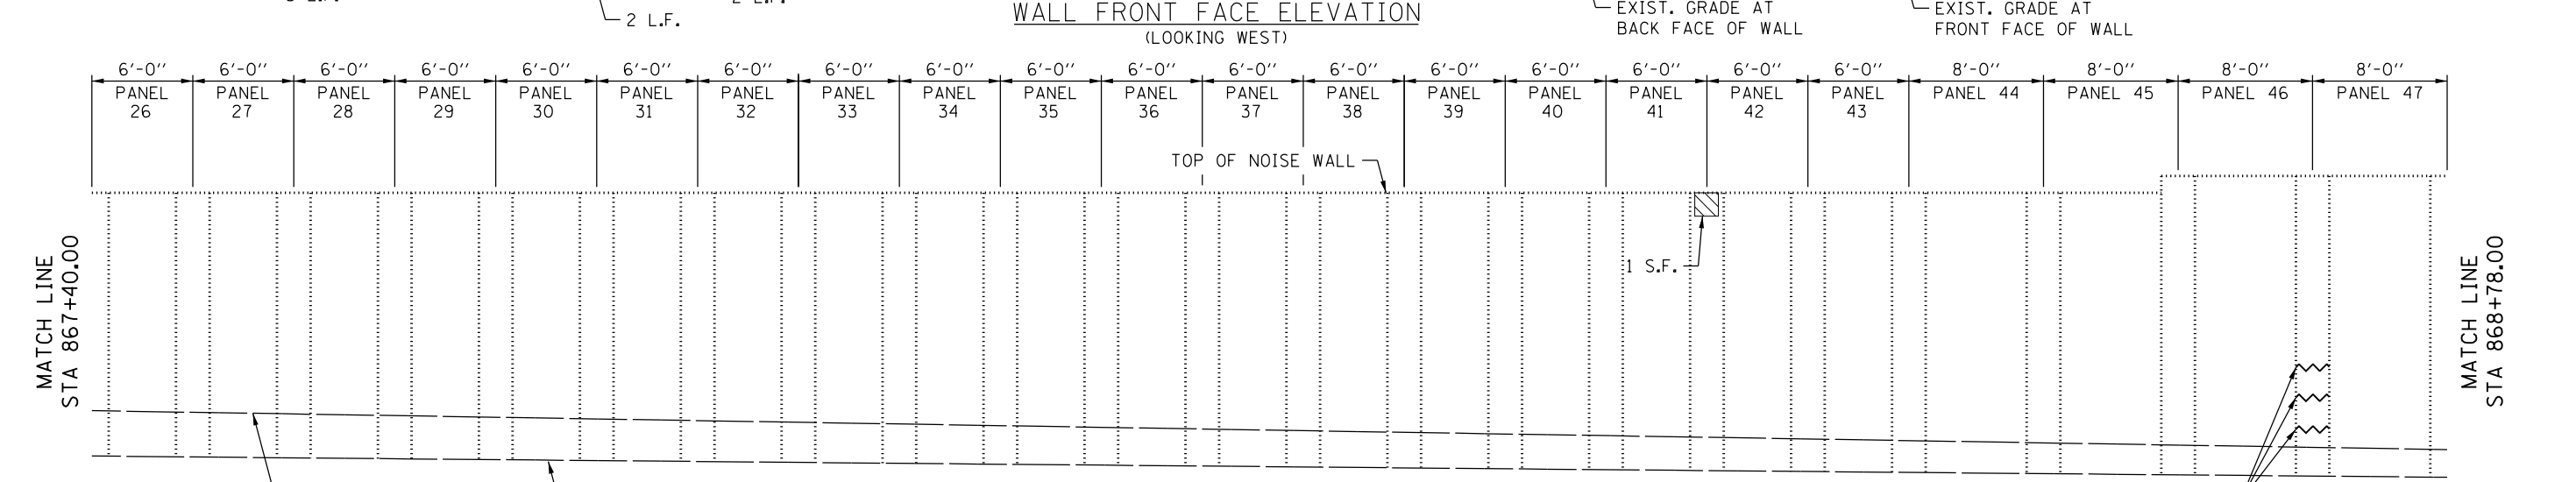 2 L.F.
WALL FRONT FACE ELEVATION
(LOOKING WEST)
EXIST. GRADE AT
BACK FACE OF WALL
EXIST. GRADE AT
FRONT FACE OF WALL
6'-0" 6'-0" 6'-0" 6'-0" 6'-0" 6'-0" 6'-0" 6'-0" 6'-0" 6'-0" 6'-0" 6'-0" 6'-0" 6'-0" 6'-0" 6'-0" 6'-0" 6'-0" 8'-0" 8'-0" 8'-0" 8'-0"
PANEL PANEL PANEL PANEL PANEL PANEL PANEL PANEL PANEL PANEL PANEL PANEL PANEL PANEL PANEL PANEL PANEL PANEL PANEL 44 PANEL 45 PANEL 46 PANEL 47
26 27 28 29 30 31 32 33 34 35 36 37 38 39 40 41 42 43
TOP OF NOISE WALL
1 S.F.
MATCH LINE
STA 867+40.00
MATCH LINE
STA 868+78.00